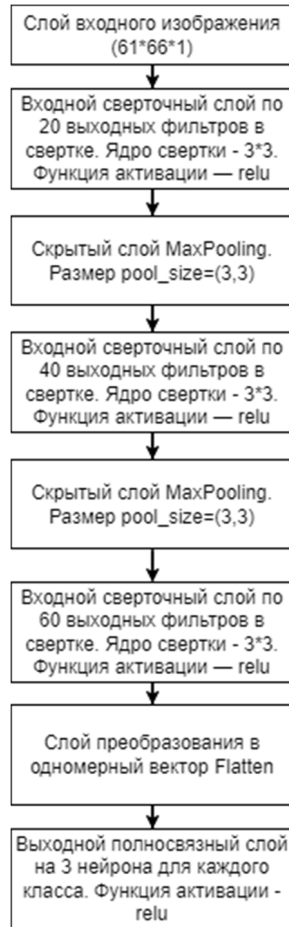 Слой входного изображения
(61*66*1)
Входной сверточный слой по
20 выходных фильтров в
свертке. Ядро свертки - 3*3.
Функция активации — relu
Скрытый слой MaxPooling.
Размер pool_size=(3,3)
Входной сверточный слой по
40 выходных фильтров в
свертке. Ядро свертки - 3*3.
Функция активации — relu
Скрытый слой MaxPooling.
Размер pool_size=(3,3)
Входной сверточный слой по
60 выходных фильтров в
свертке. Ядро свертки - 3*3.
Функция активации — relu
Слой преобразования в
одномерный вектор Flatten
Выходной полносвязный слой
на 3 нейрона для каждого
класса. Функция активации -
relu